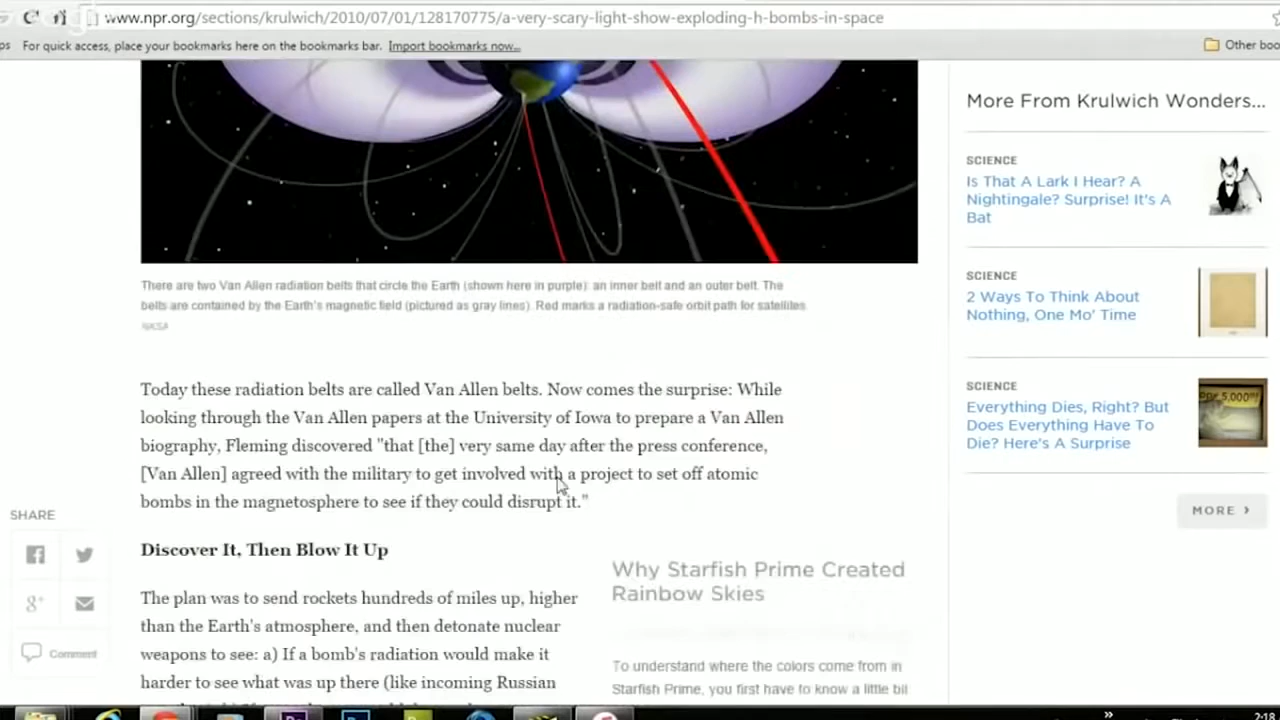 www.npr.org/sections/krulwich/2010/07/01/128170775/a-very-scary-light-show-exploding-h-bombs-in-space
For quick access, place your bookmarks here on the bookmarks bar. Import bookmarks now...
Other boo
There are two Van Allen radiation belts that circle the Earth (shown here in purple): an inner belt and an outer belt. The
belts are contained by the Earth's magnetic field (pictured as gray lines). Red marks a radiation-safe orbit path for satellites.
Today these radiation belts are called Van Allen belts. Now comes the surprise: While
looking through the Van Allen papers at the University of Iowa to prepare a Van Allen
biography, Fleming discovered "that [the] very same day after the press conference,
[Van Allen] agreed with the military to get involved with a project to set off atomic
bombs in the magnetosphere to see if they could disrupt it."
Discover It, Then Blow It Up
The plan was to send rockets hundreds of miles up, higher
than the Earth's atmosphere, and then detonate nuclear
weapons to see: a) If a bomb's radiation would make it
harder to see what was up there (like incoming Russian
Why Starfish Prime Created
Rainbow Skies
To understand where the colors come from in
Starfish Prime, you first have to know a little bit
SHARE
g+
Comment
More From Krulwich Wonders...
SCIENCE
Is That A Lark I Hear? A
Nightingale? Surprise! It's A
Bat
SCIENCE
2 Ways To Think About
Nothing, One Mo' Time
SCIENCE
Everything Dies, Right? But
Does Everything Have To
Die? Here's A Surprise
MORE
2:18